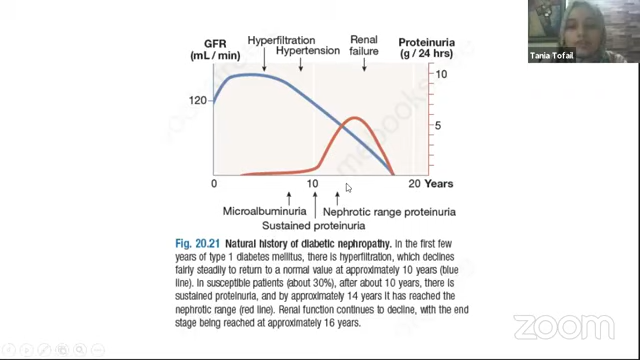 Tania Tofail
GFR
(mL / min)
Hyperfiltration
Hypertension
Renal
failure
Proteinuria
(g / 24 hrs)
10
120
5
0 10 20 Years
Microalbuminuria
Nephrotic range proteinuria
Sustained proteinuria
Fig. 20.21 Natural history of diabetic nephropathy. In the first few
years of type 1 diabetes mellitus, there is hyperfiltration, which declines
fairly steadily to return to a normal value at approximately 10 years (blue
line). In susceptible patients (about 30%), after about 10 years, there is
sustained proteinuria, and by approximately 14 years it has reached the
nephrotic range (red line). Renal function continues to decline, with the end
stage being reached at approximately 16 years.
zoom